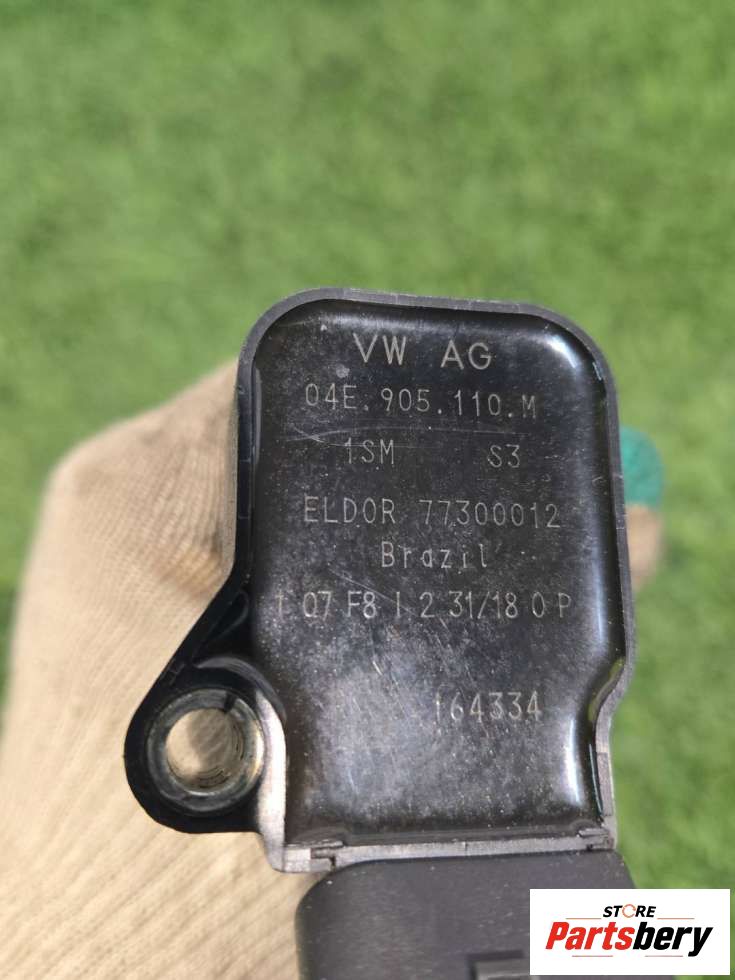 VW AG
04E.905.110.M
1SM S3
ELDOR 77300012
Brazil
1 07 F8 1 2 31/18 0 P
164334
STORE
Partsbery